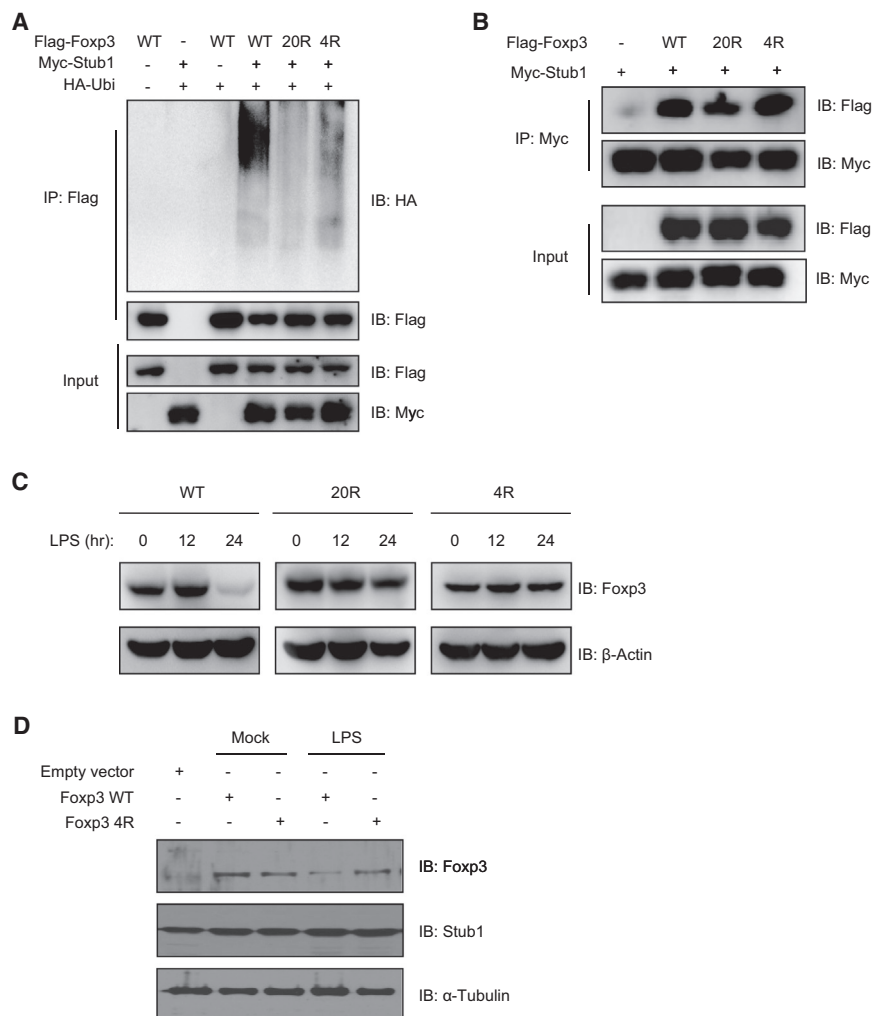 A
Flag-Foxp3 WT - WT WT 20R 4R
Myc-Stub1 - + - + + +
HA-Ubi - + + + + +
IP: Flag
IB: HA
IB: Flag
Input
IB: Flag
IB: Myc
B
Flag-Foxp3 - WT 20R 4R
Myc-Stub1 + + + +
IP: Myc
IB: Flag
IB: Myc
Input
IB: Flag
IB: Myc
C
WT 20R 4R
LPS (hr): 0 12 24 0 12 24 0 12 24
IB: Foxp3
IB: β-Actin
D
Mock LPS
Empty vector + - - - -
Foxp3 WT - + - + -
Foxp3 4R - - + - +
IB: Foxp3
IB: Stub1
IB: α-Tubulin